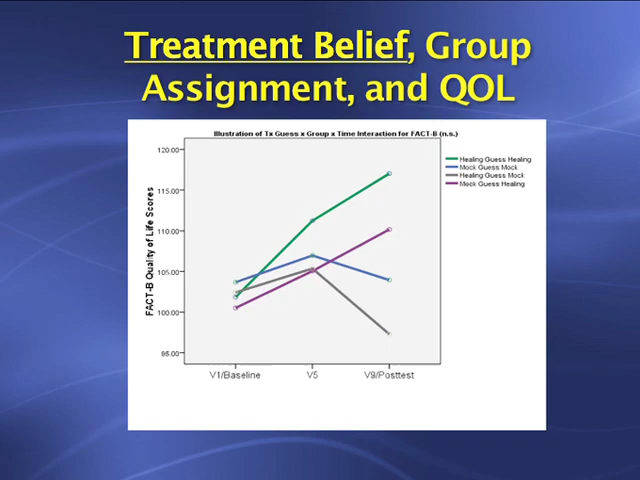 Treatment Belief, Group
Assignment, and QOL
Illustration of Tx Guess x Group x Time Interaction for FACT-B (n.s.)
120.00
115.00
110.00
105.00
100.00
95.00
FACT-B Quality of Life Scores
V1/Baseline
V5
V9/Posttest
Healing Guess Healing
Mock Guess Mock
Healing Guess Mock
Mock Guess Healing